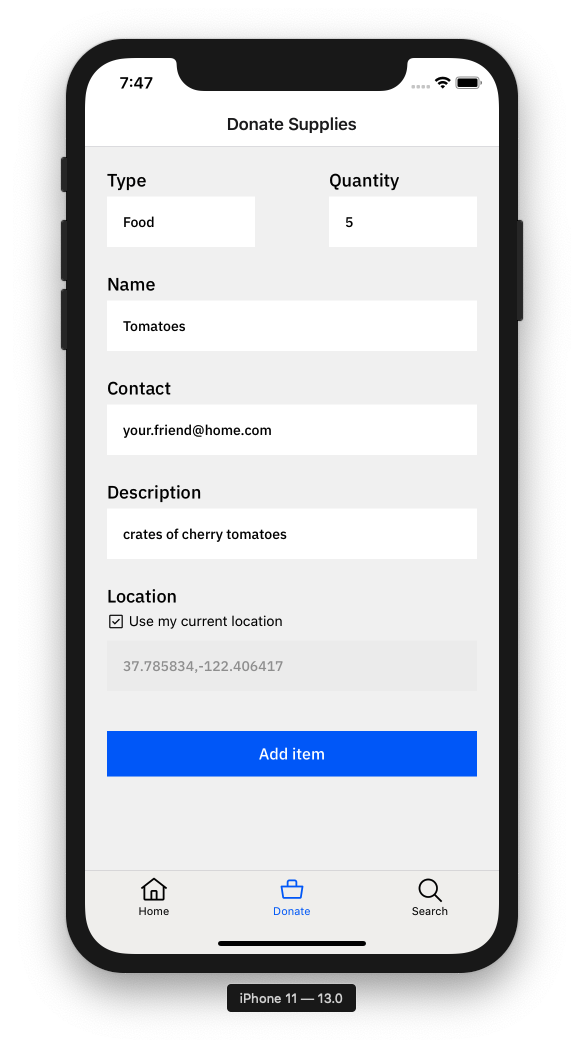 7:47
Donate Supplies
Type Quantity
Food 5
Name
Tomatoes
Contact
your.friend@home.com
Description
crates of cherry tomatoes
Location
Use my current location
37.785834,-122.406417
Add item
Home Donate Search
iPhone 11 — 13.0